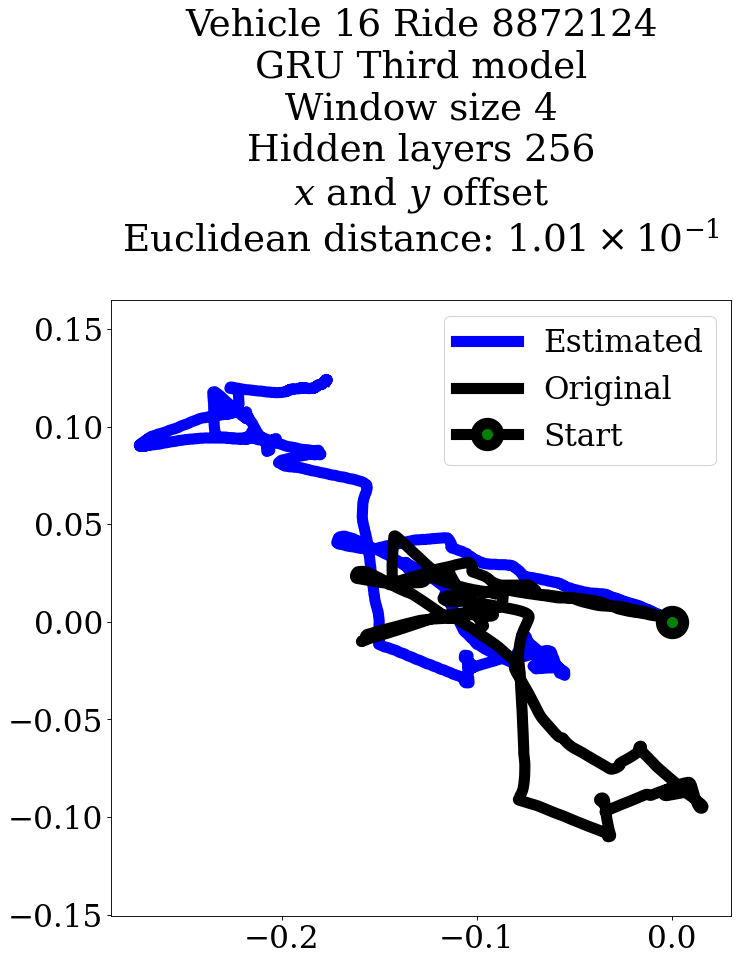 Vehicle 16 Ride 8872124
GRU Third model
Window size 4
Hidden layers 256
x and y offset
Euclidean distance: 1.01 × 10⁻¹
Estimated
Original
Start
0.15
0.10
0.05
0.00
−0.05
−0.10
−0.15
−0.2
−0.1
0.0